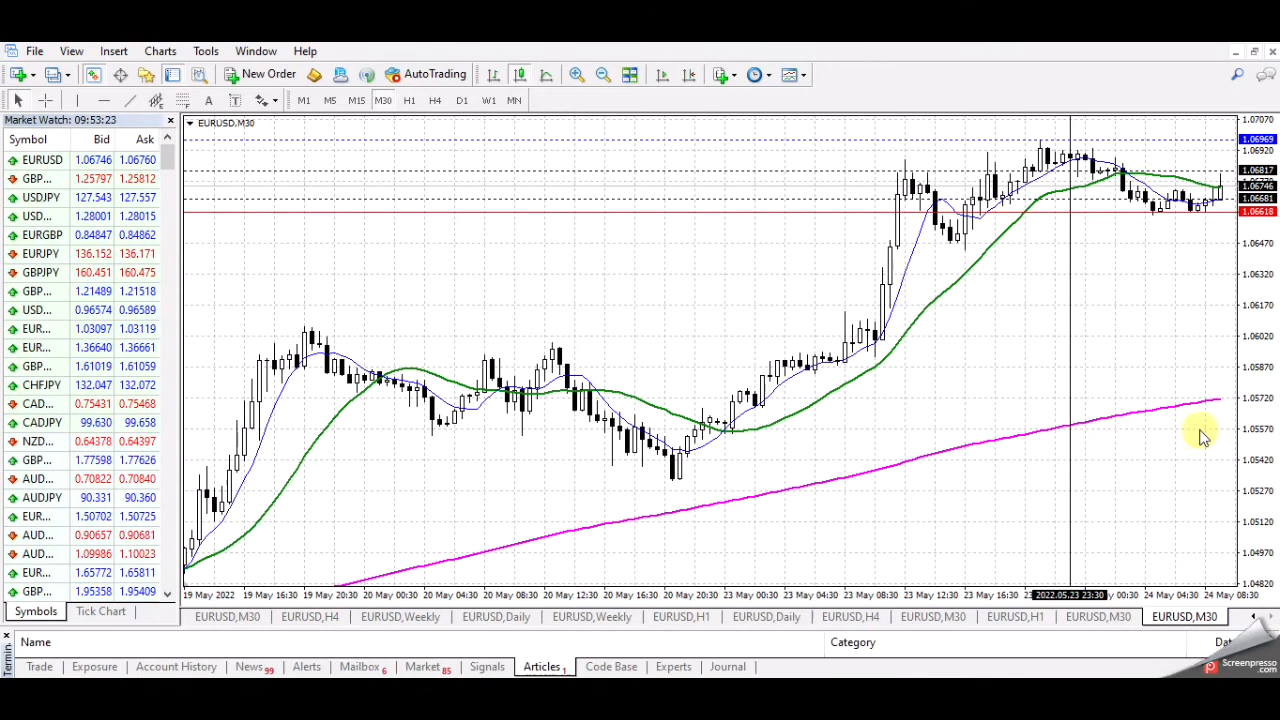 File View Insert Charts Tools Window Help
New Order AutoTrading
A T M1 M5 M15 M30 H1 H4 D1 W1 MN
Market Watch: 09:53:23
Symbol Bid Ask
EURUSD 1.06746 1.06760
GBP... 1.25797 1.25812
USDJPY 127.543 127.557
USD... 1.28001 1.28015
EURGBP 0.84847 0.84862
EURJPY 136.152 136.171
GBPJPY 160.451 160.475
GBP... 1.21489 1.21518
USD... 0.96574 0.96589
EUR... 1.03097 1.03119
EUR... 1.36640 1.36661
GBP... 1.61019 1.61059
CHFJPY 132.047 132.072
CAD... 0.75431 0.75468
CADJPY 99.630 99.658
NZD... 0.64378 0.64397
GBP... 1.77598 1.77626
AUD... 0.70822 0.70840
AUDJPY 90.331 90.360
EUR... 1.50702 1.50725
AUD... 0.90657 0.90681
AUD... 1.09986 1.10023
EUR... 1.65772 1.65811
GBP... 1.95358 1.95409
Symbols Tick Chart
EURUSD,M30
1.07070
1.06969
1.06920
1.06817
1.06746
1.06681
1.06618
1.06470
1.06320
1.06170
1.06020
1.05870
1.05720
1.05570
1.05420
1.05270
1.05120
1.04970
1.04820
19 May 2022 19 May 16:30 19 May 20:30 20 May 00:30 20 May 04:30 20 May 08:30 20 May 12:30 20 May 16:30 20 May 20:30 23 May 00:30 23 May 04:30 23 May 08:30 23 May 12:30 23 May 16:30 2022.05.23 23:30 00:30 24 May 04:30 24 May 08:30
EURUSD,M30 EURUSD,H4 EURUSD,Weekly EURUSD,Daily EURUSD,Weekly EURUSD,H1 EURUSD,Daily EURUSD,H4 EURUSD,M30 EURUSD,H1 EURUSD,M30 EURUSD,M30
Name Category
Trade Exposure Account History News 99 Alerts Mailbox 6 Market 85 Signals Articles 1 Code Base Experts Journal
Termin
Screenpresso
.com